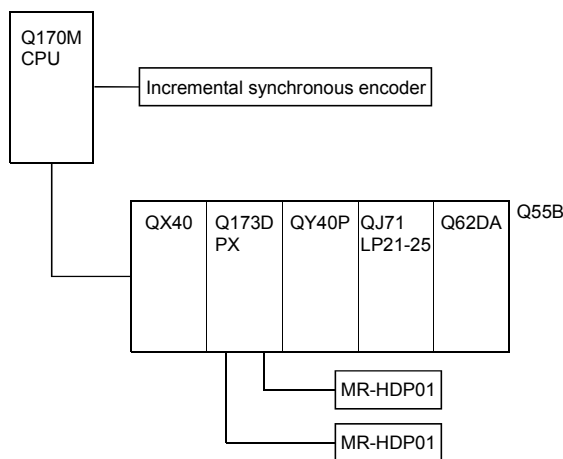 Q170M
CPU
Incremental synchronous encoder
QX40
Q173D
PX
QY40P
QJ71
LP21-25
Q62DA
Q55B
MR-HDP01
MR-HDP01